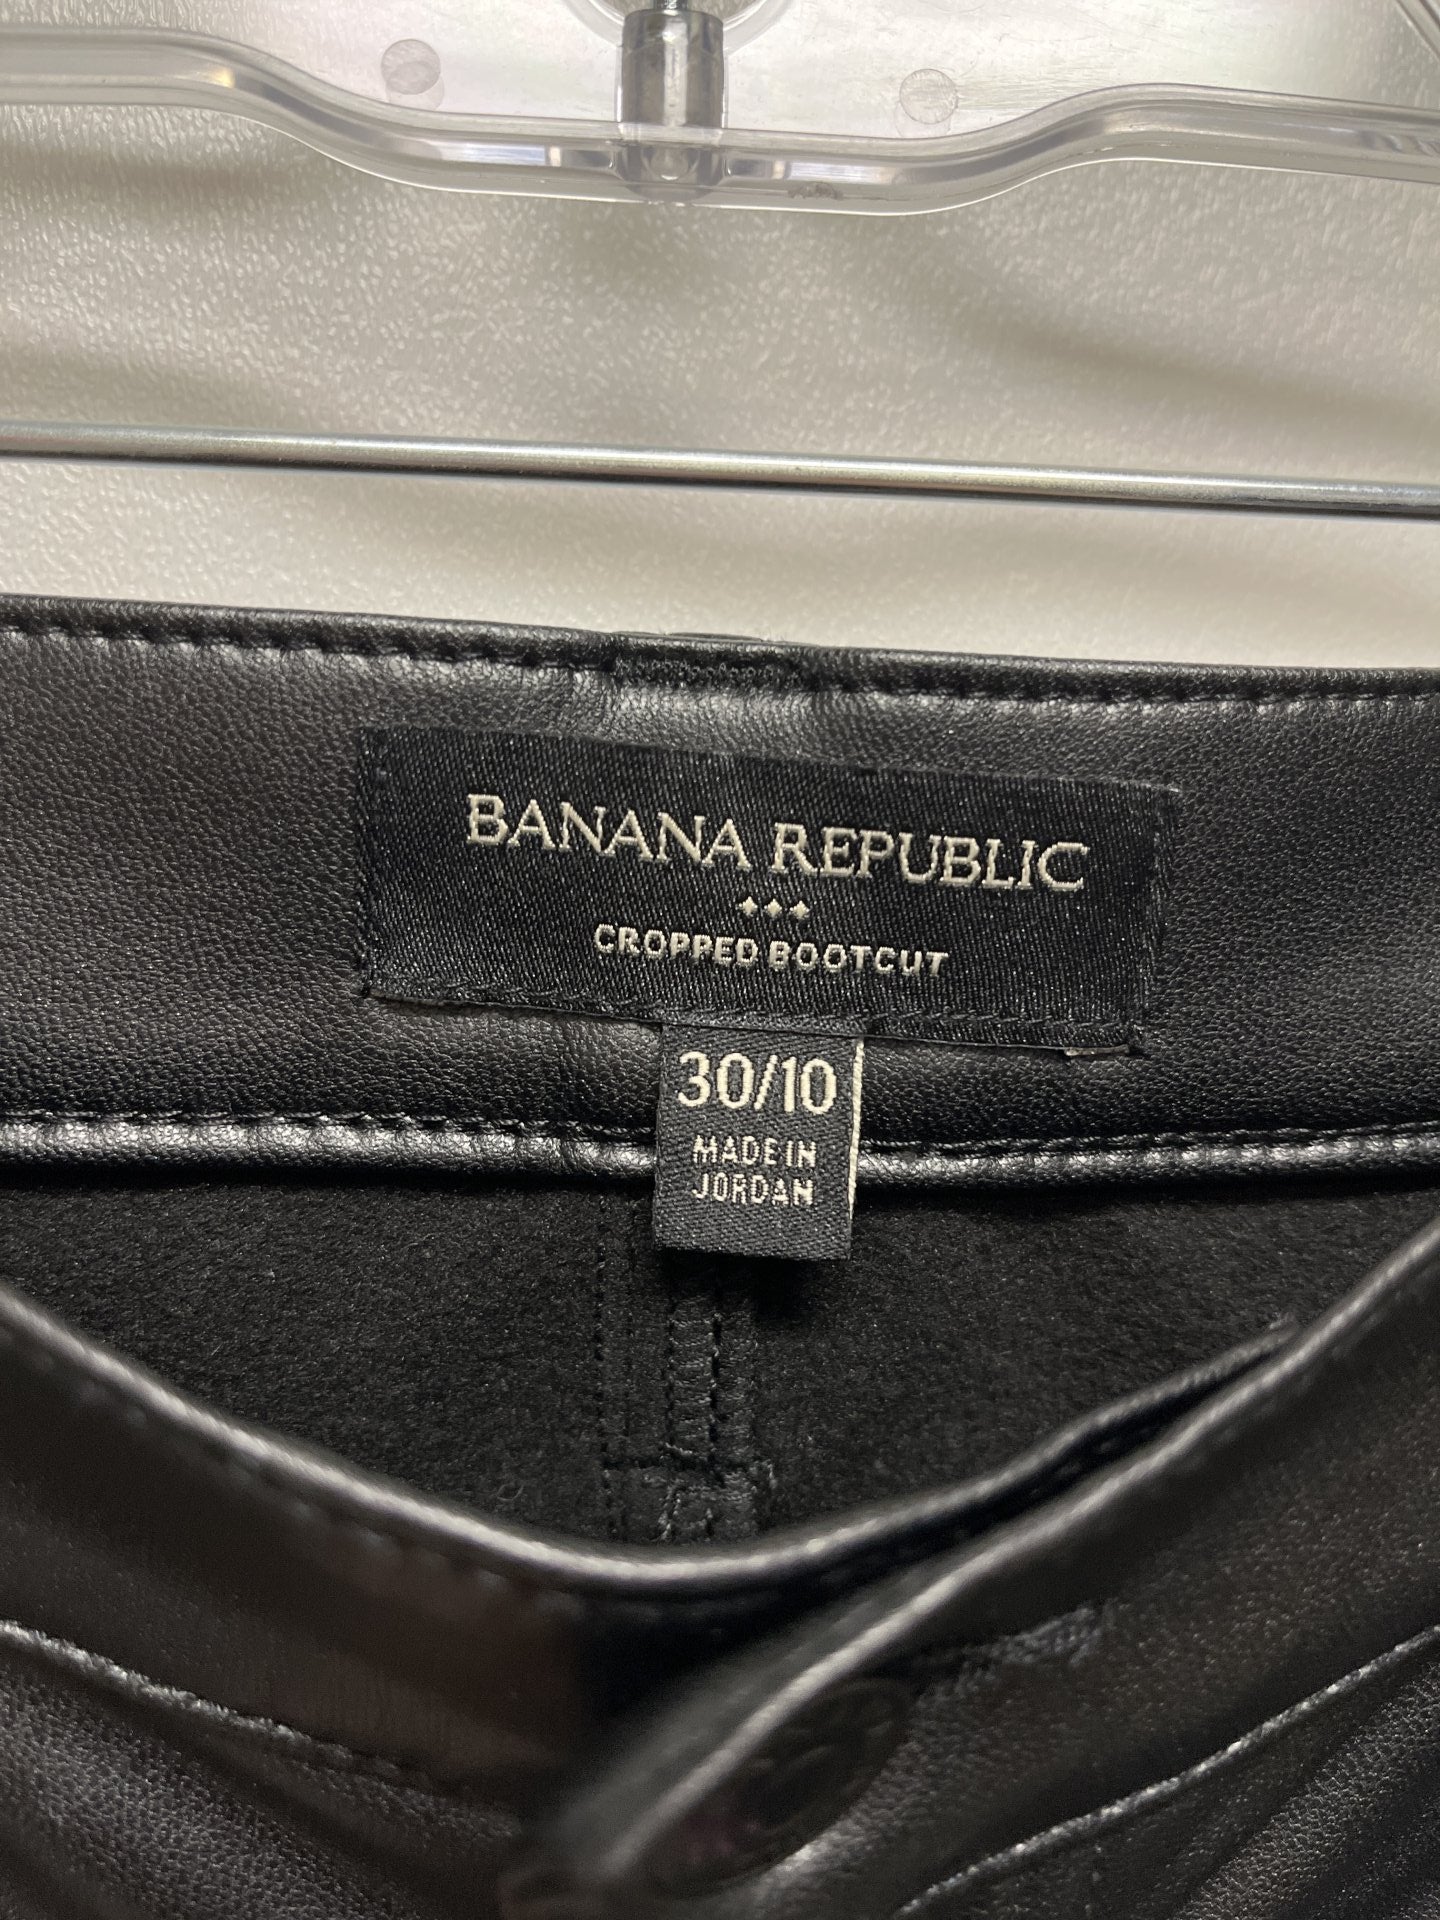 BANANA REPUBLIC
CROPPED BOOTCUT
30/10
MADE IN
JORDAN